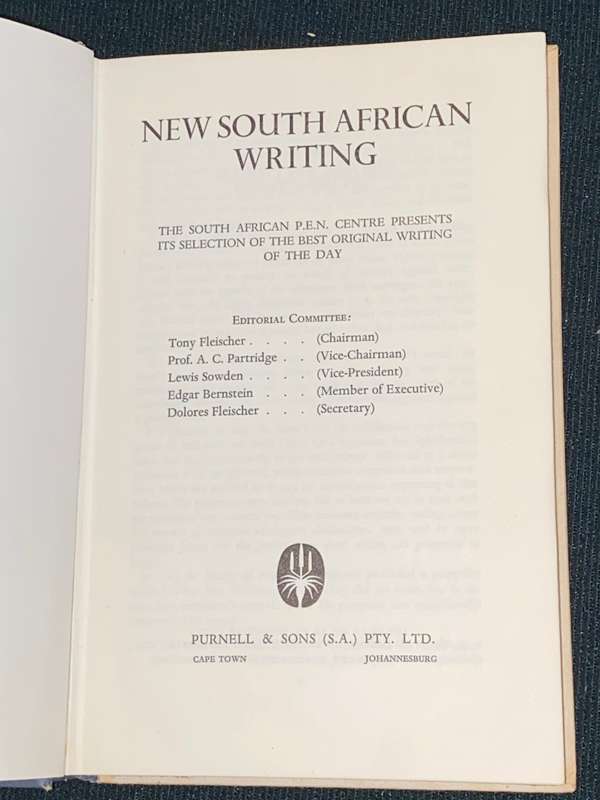 NEW SOUTH AFRICAN
WRITING
THE SOUTH AFRICAN P.E.N. CENTRE PRESENTS
ITS SELECTION OF THE BEST ORIGINAL WRITING
OF THE DAY
EDITORIAL COMMITTEE:
Tony Fleischer . . . . (Chairman)
Prof. A. C. Partridge . . (Vice-Chairman)
Lewis Sowden . . . . (Vice-President)
Edgar Bernstein . . . (Member of Executive)
Dolores Fleischer . . . (Secretary)
PURNELL & SONS (S.A.) PTY. LTD.
CAPE TOWN JOHANNESBURG